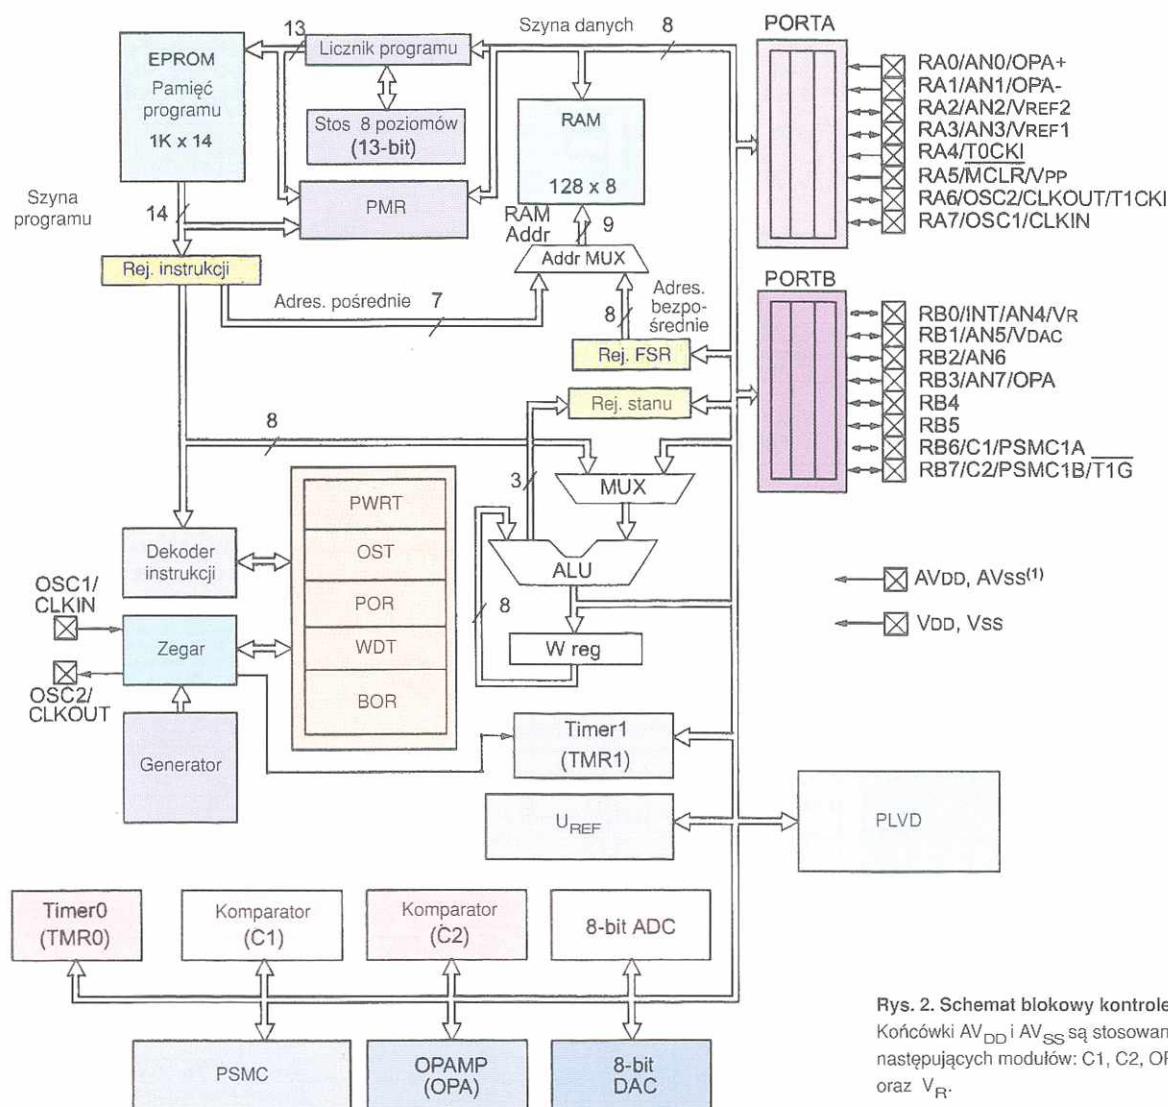 EPROM
Pamięć
programu
1K x 14
13
Licznik programu
Stos 8 poziomów
(13-bit)
PMR
Szyna danych
8
RAM
128 x 8
RAM
Addr
9
Addr MUX
Szyna
programu
14
Rej. instrukcji
Adres. pośrednie
7
Adres.
bezpo-
średnie
8
Rej. FSR
Rej. stanu
8
3
MUX
ALU
8
W reg
PWRT
OST
POR
WDT
BOR
Dekoder
instrukcji
OSC1/
CLKIN
Zegar
OSC2/
CLKOUT
Generator
Timer1
(TMR1)
UREF
PLVD
Timer0
(TMR0)
Komparator
(C1)
Komparator
(C2)
8-bit ADC
PSMC
OPAMP
(OPA)
8-bit
DAC
PORTA
RA0/AN0/OPA+
RA1/AN1/OPA-
RA2/AN2/VREF2
RA3/AN3/VREF1
RA4/T0CKI
RA5/MCLR/VPP
RA6/OSC2/CLKOUT/T1CKI
RA7/OSC1/CLKIN
PORTB
RB0/INT/AN4/VR
RB1/AN5/VDAC
RB2/AN6
RB3/AN7/OPA
RB4
RB5
RB6/C1/PSMC1A
RB7/C2/PSMC1B/T1G
AVDD, AVSS(1)
VDD, VSS
Rys. 2. Schemat blokowy kontrole
Końcówki AVDD i AVSS są stosowan
następujących modułów: C1, C2, OP
oraz VR.